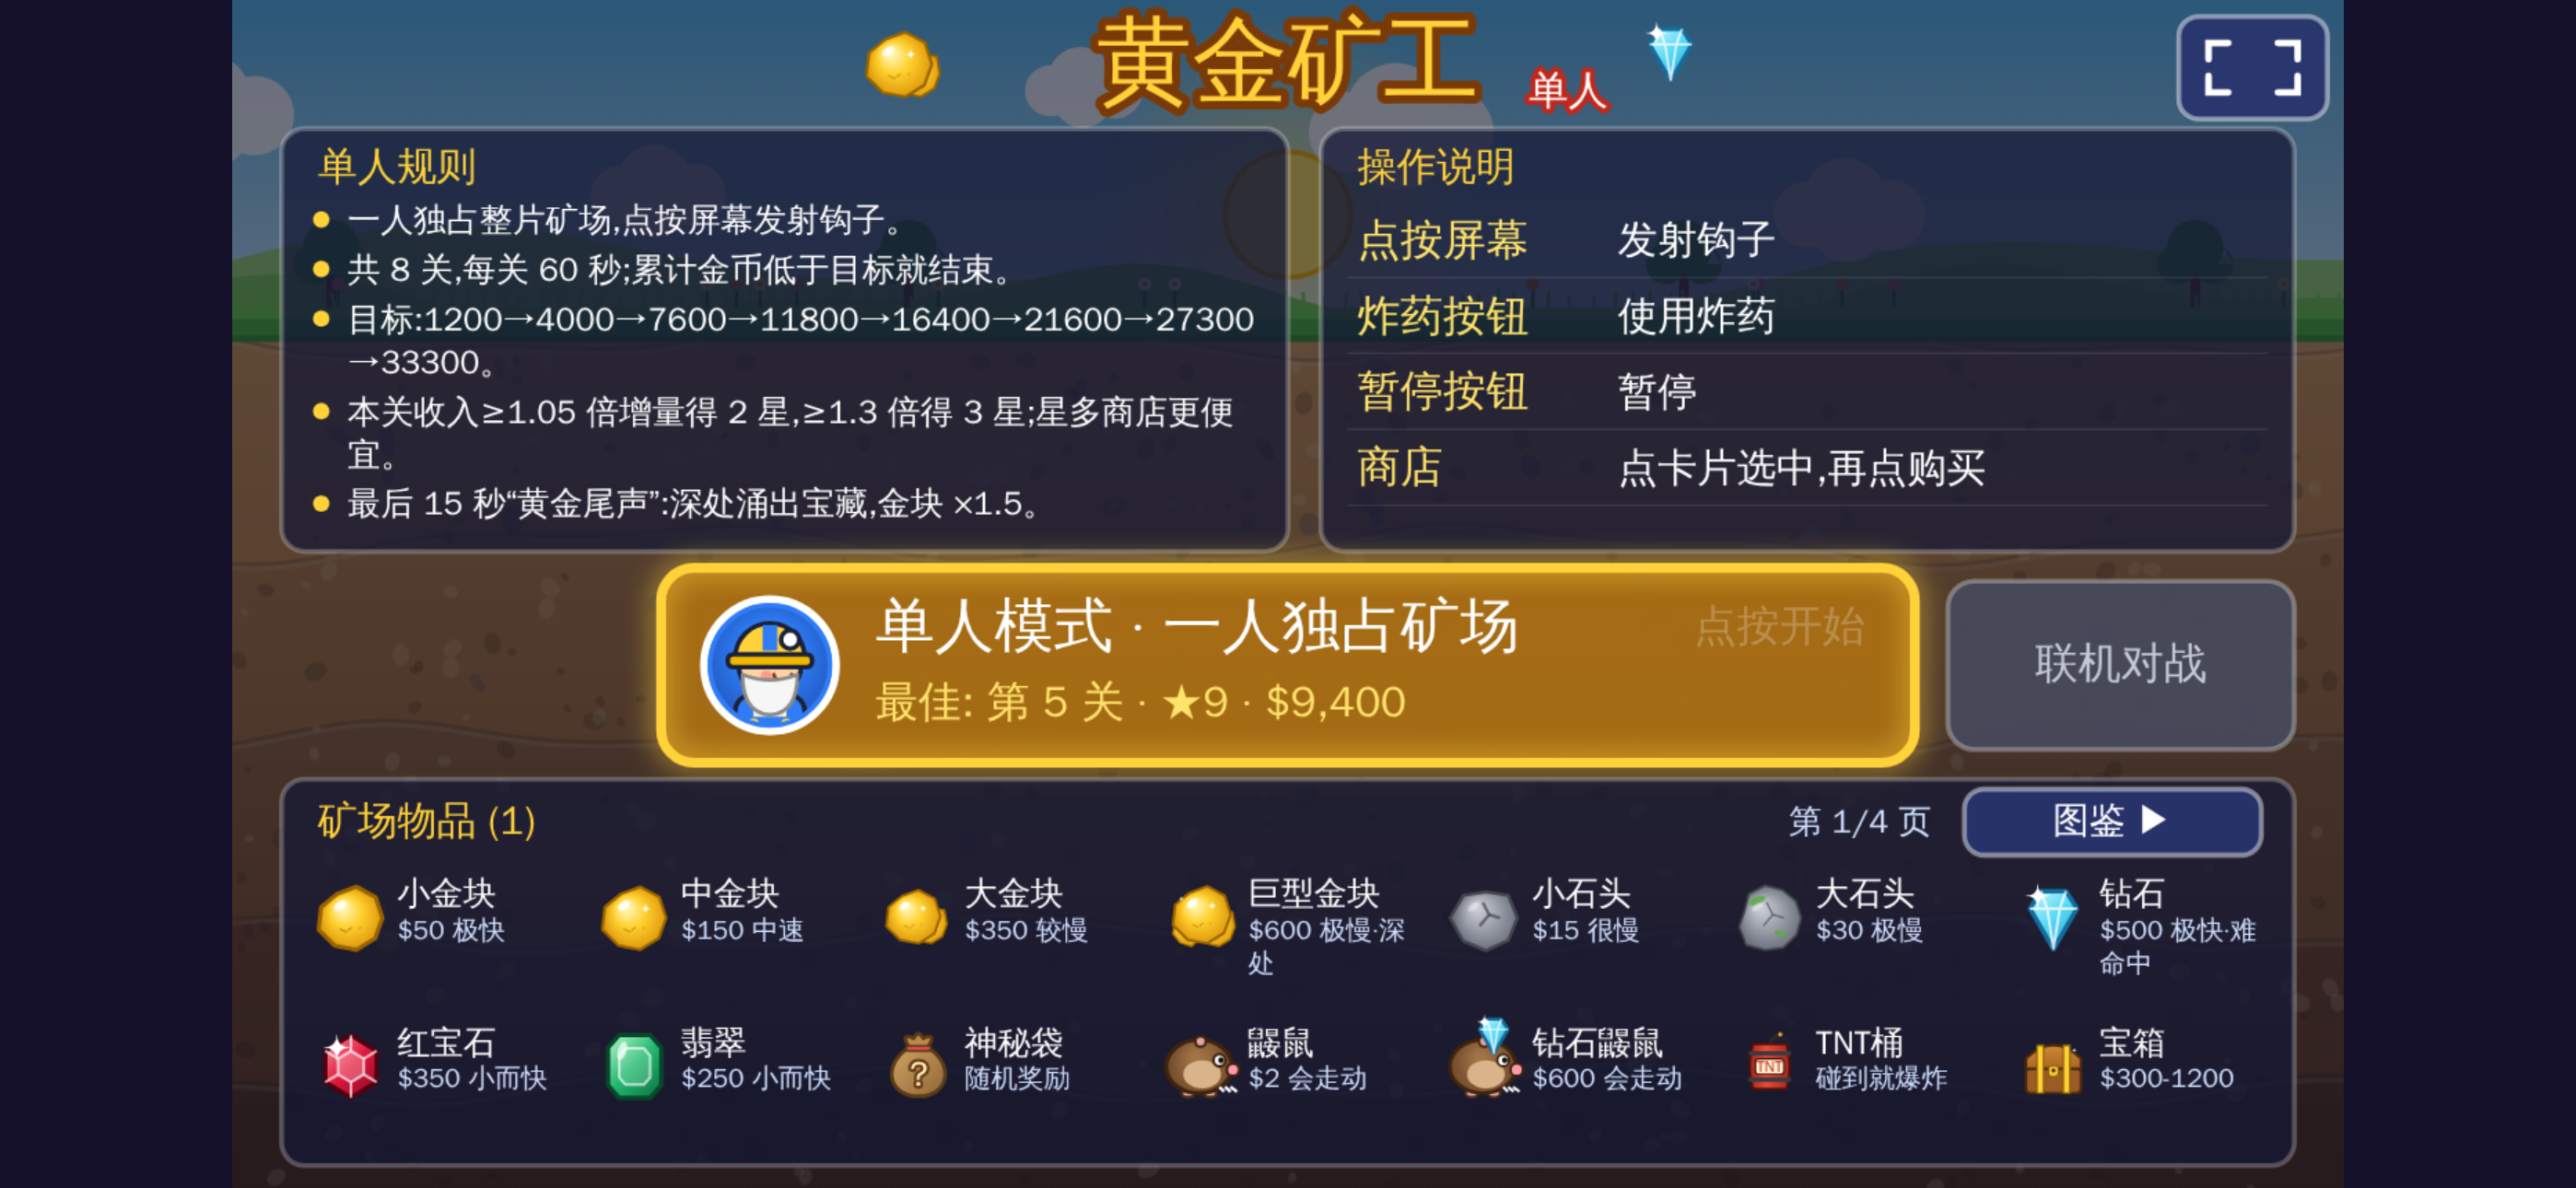 黄金矿工
单人
单人规则
一人独占整片矿场,点按屏幕发射钩子。
共 8 关,每关 60 秒;累计金币低于目标就结束。
目标:1200→4000→7600→11800→16400→21600→27300
→33300。
本关收入≥1.05 倍增量得 2 星,≥1.3 倍得 3 星;星多商店更便
宜。
最后 15 秒“黄金尾声”:深处涌出宝藏,金块 ×1.5。
操作说明
点按屏幕 发射钩子
炸药按钮 使用炸药
暂停按钮 暂停
商店 点卡片选中,再点购买
单人模式 · 一人独占矿场
点按开始
最佳: 第 5 关 · ★9 · $9,400
联机对战
矿场物品 (1)
第 1/4 页
图鉴 ▶
小金块
$50 极快
中金块
$150 中速
大金块
$350 较慢
巨型金块
$600 极慢·深
处
小石头
$15 很慢
大石头
$30 极慢
钻石
$500 极快·难
命中
红宝石
$350 小而快
翡翠
$250 小而快
?
神秘袋
随机奖励
鼹鼠
$2 会走动
钻石鼹鼠
$600 会走动
TNT
TNT桶
碰到就爆炸
宝箱
$300-1200